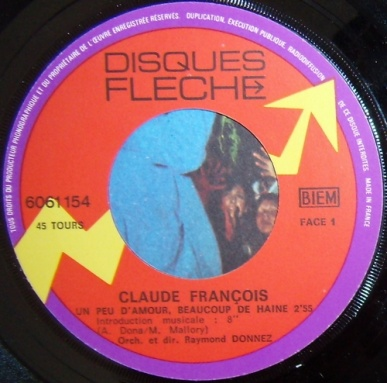 TOUS DROITS DU PRODUCTEUR PHONOGRAPHIQUE ET DU PROPRIÉTAIRE DE L'ŒUVRE ENREGISTRÉE RÉSERVÉS. DUPLICATION, EXÉCUTION PUBLIQUE, RADIODIFFUSION DE CE DISQUE INTERDITES. MADE IN FRANCE
DISQUES
FLECHE
6061154
45 TOURS
BIEM
FACE 1
CLAUDE FRANÇOIS
UN PEU D'AMOUR, BEAUCOUP DE HAINE 2'55
Introduction musicale : 8"
(A. Dona/M. Mallory)
Orch. et dir. Raymond DONNEZ